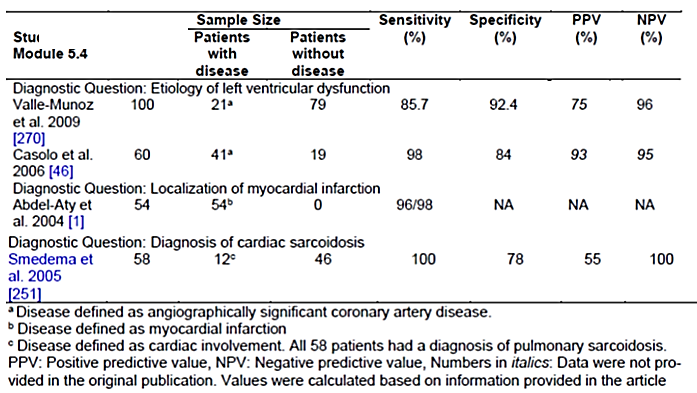 Sample Size Sensitivity Specificity PPV NPV
Stu Patients Patients (%) (%) (%) (%)
Module 5.4 with without
disease disease
Diagnostic Question: Etiology of left ventricular dysfunction
Valle-Munoz 100 21a 79 85.7 92.4 75 96
et al. 2009
[270]
Casolo et al. 60 41a 19 98 84 93 95
2006 [46]
Diagnostic Question: Localization of myocardial infarction
Abdel-Aty et 54 54b 0 96/98 NA NA NA
al. 2004 [1]
Diagnostic Question: Diagnosis of cardiac sarcoidosis
Smedema et 58 12c 46 100 78 55 100
al. 2005
[251]
a Disease defined as angiographically significant coronary artery disease.
b Disease defined as myocardial infarction
c Disease defined as cardiac involvement. All 58 patients had a diagnosis of pulmonary sarcoidosis.
PPV: Positive predictive value, NPV: Negative predictive value, Numbers in italics: Data were not pro-
vided in the original publication. Values were calculated based on information provided in the article